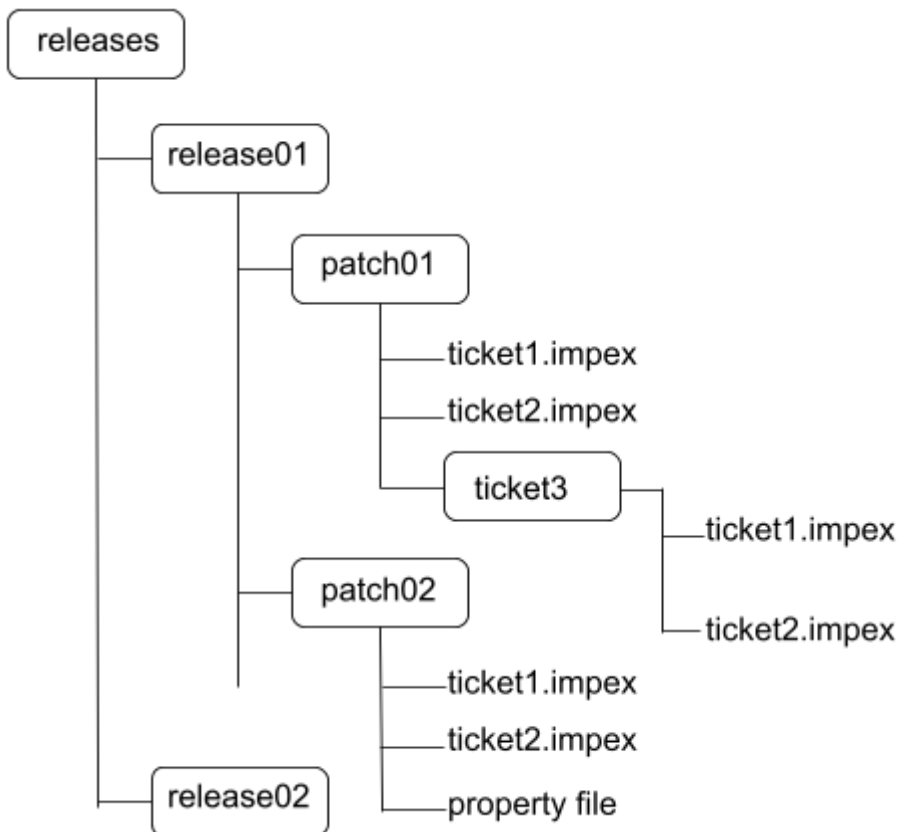 releases
release01
patch01
ticket1.impex
ticket2.impex
ticket3
ticket1.impex
ticket2.impex
patch02
ticket1.impex
ticket2.impex
property file
release02